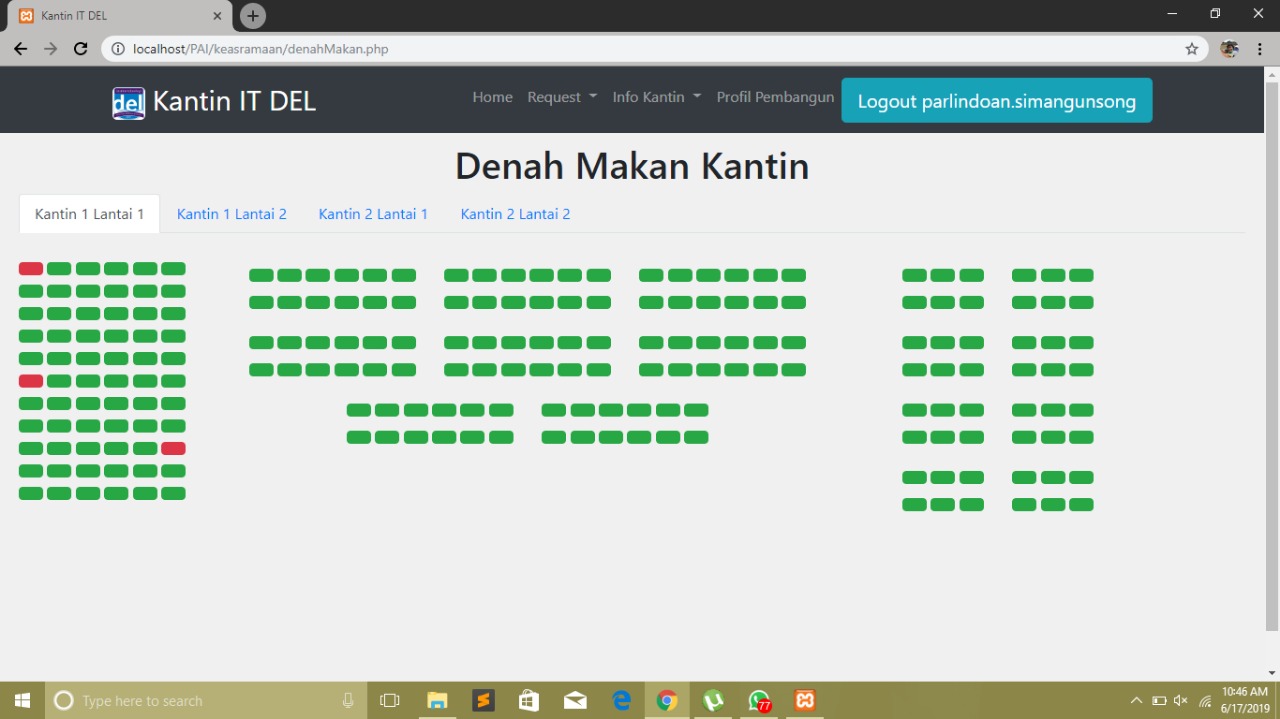 Kantin IT DEL
localhost/PAI/keasramaan/denahMakan.php
del Kantin IT DEL
Home Request Info Kantin Profil Pembangun Logout parlindoan.simangunsong
Denah Makan Kantin
Kantin 1 Lantai 1 Kantin 1 Lantai 2 Kantin 2 Lantai 1 Kantin 2 Lantai 2
Type here to search
77
10:46 AM
6/17/2019